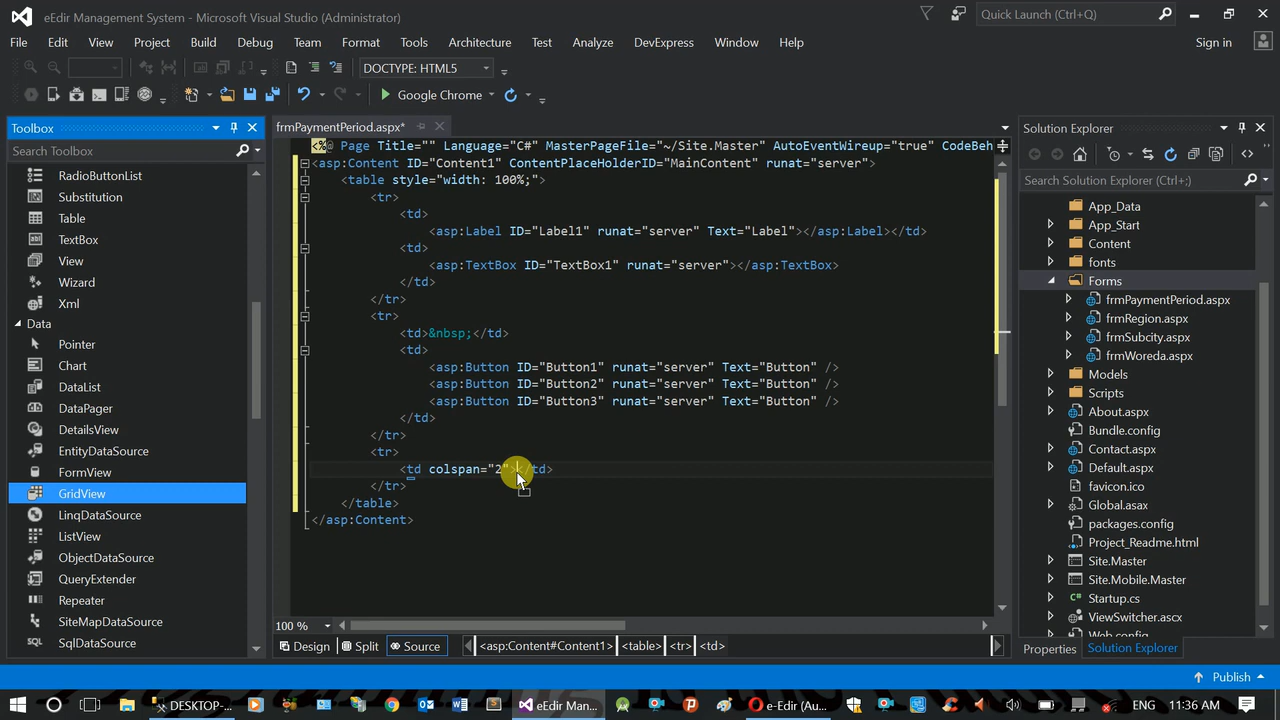 eEdir Management System - Microsoft Visual Studio (Administrator)
Quick Launch (Ctrl+Q)
File Edit View Project Build Debug Team Format Tools Architecture Test Analyze DevExpress Window Help
Sign in
DOCTYPE: HTML5
Google Chrome
Toolbox
Search Toolbox
RadioButtonList
Substitution
Table
TextBox
View
Wizard
Xml
Data
Pointer
Chart
DataList
DataPager
DetailsView
EntityDataSource
FormView
GridView
LinqDataSource
ListView
ObjectDataSource
QueryExtender
Repeater
SiteMapDataSource
SqlDataSource
frmPaymentPeriod.aspx*
<%@ Page Title="" Language="C#" MasterPageFile="~/Site.Master" AutoEventWireup="true" CodeBeh
<asp:Content ID="Content1" ContentPlaceHolderID="MainContent" runat="server">
<table style="width: 100%;">
<tr>
<td>
<asp:Label ID="Label1" runat="server" Text="Label"></asp:Label></td>
<td>
<asp:TextBox ID="TextBox1" runat="server"></asp:TextBox>
</td>
</tr>
<tr>
<td>&nbsp;</td>
<td>
<asp:Button ID="Button1" runat="server" Text="Button" />
<asp:Button ID="Button2" runat="server" Text="Button" />
<asp:Button ID="Button3" runat="server" Text="Button" />
</td>
</tr>
<tr>
<td colspan="2"></td>
</tr>
</table>
</asp:Content>
100 %
Design Split Source <asp:Content#Content1> <table> <tr> <td>
Solution Explorer
Search Solution Explorer (Ctrl+;)
App_Data
App_Start
Content
fonts
Forms
frmPaymentPeriod.aspx
frmRegion.aspx
frmSubcity.aspx
frmWoreda.aspx
Models
Scripts
About.aspx
Bundle.config
Contact.aspx
Default.aspx
favicon.ico
Global.asax
packages.config
Project_Readme.html
Site.Master
Site.Mobile.Master
Startup.cs
ViewSwitcher.ascx
Web.config
Properties Solution Explorer
Publish
DESKTOP-...
eEdir Man...
e-Edir (Au...
ENG 11:36 AM